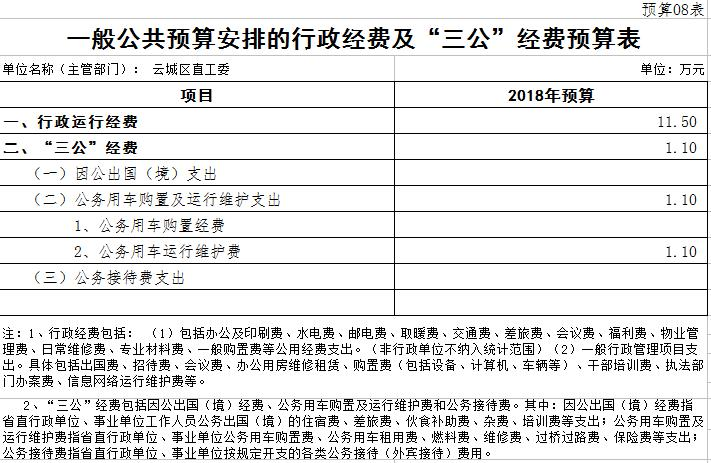 预算08表
一般公共预算安排的行政经费及“三公”经费预算表
单位名称（主管部门）： 云城区直工委 单位：万元
项目 2018年预算
一、行政运行经费 11.50
二、“三公”经费 1.10
（一）因公出国（境）支出
（二）公务用车购置及运行维护支出 1.10
1、公务用车购置经费
2、公务用车运行维护费 1.10
（三）公务接待费支出
注：1、行政经费包括： （1）包括办公及印刷费、水电费、邮电费、取暖费、交通费、差旅费、会议费、福利费、物业管
理费、日常维修费、专业材料费、一般购置费等公用经费支出。（非行政单位不纳入统计范围）（2）一般行政管理项目支
出。具体包括出国费、招待费、会议费、办公用房维修租赁、购置费（包括设备、计算机、车辆等）、干部培训费、执法部
门办案费、信息网络运行维护费等。
2、“三公”经费包括因公出国（境）经费、公务用车购置及运行维护费和公务接待费。其中：因公出国（境）经费指
省直行政单位、事业单位工作人员公务出国（境）的住宿费、差旅费、伙食补助费、杂费、培训费等支出；公务用车购置及
运行维护费指省直行政单位、事业单位公务用车购置费、公务用车租用费、燃料费、维修费、过桥过路费、保险费等支出；
公务接待费指省直行政单位、事业单位按规定开支的各类公务接待（外宾接待）费用。